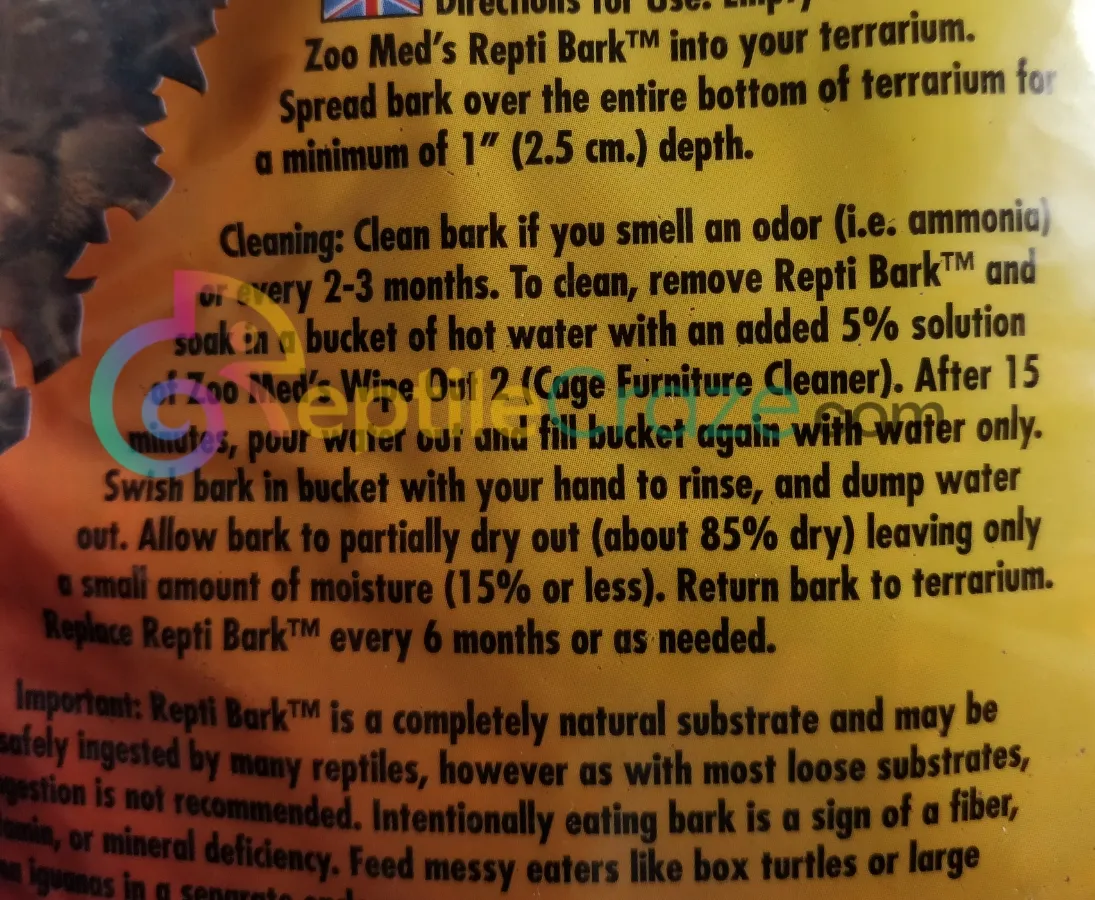 Directions for Use: Empty
Zoo Med's Repti Bark™ into your terrarium.
Spread bark over the entire bottom of terrarium for
a minimum of 1” (2.5 cm.) depth.
Cleaning: Clean bark if you smell an odor (i.e. ammonia)
or every 2-3 months. To clean, remove Repti Bark™ and
soak in a bucket of hot water with an added 5% solution
of Zoo Med's Wipe Out 2 (Cage Furniture Cleaner). After 15
minutes, pour water out and fill bucket again with water only.
ReptileCraze.com
Swish bark in bucket with your hand to rinse, and dump water
out. Allow bark to partially dry out (about 85% dry) leaving only
a small amount of moisture (15% or less). Return bark to terrarium.
Replace Repti Bark™ every 6 months or as needed.
Important: Repti Bark™ is a completely natural substrate and may be
safely ingested by many reptiles, however as with most loose substrates,
is not recommended. Intentionally eating bark is a sign of a fiber,
or mineral deficiency. Feed messy eaters like box turtles or large
iguanas in a separate